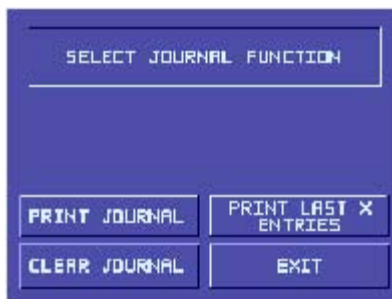 SELECT JOURNAL FUNCTION
PRINT JOURNAL
PRINT LAST X
ENTRIES
CLEAR JOURNAL
EXIT